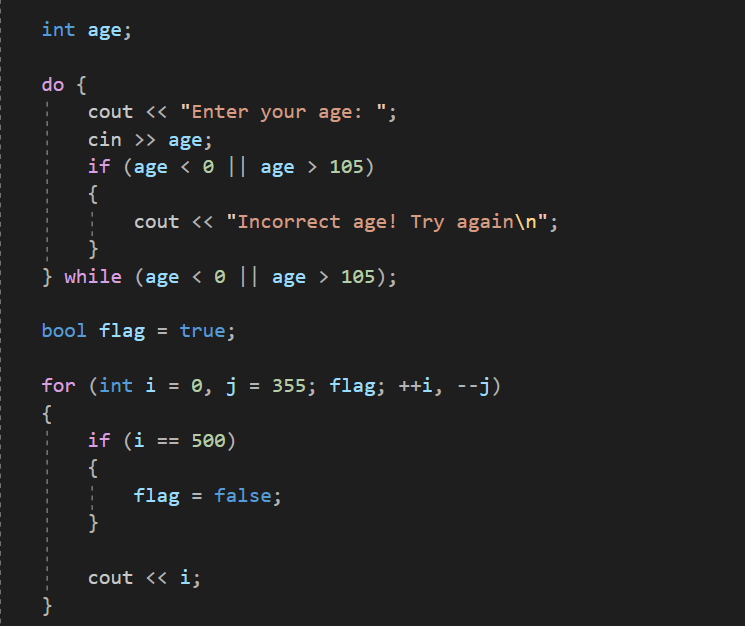 int age;
do {
    cout << "Enter your age: ";
    cin >> age;
    if (age < 0 || age > 105)
    {
        cout << "Incorrect age! Try again\n";
    }
} while (age < 0 || age > 105);
bool flag = true;
for (int i = 0, j = 355; flag; ++i, --j)
{
    if (i == 500)
    {
        flag = false;
    }
    cout << i;
}